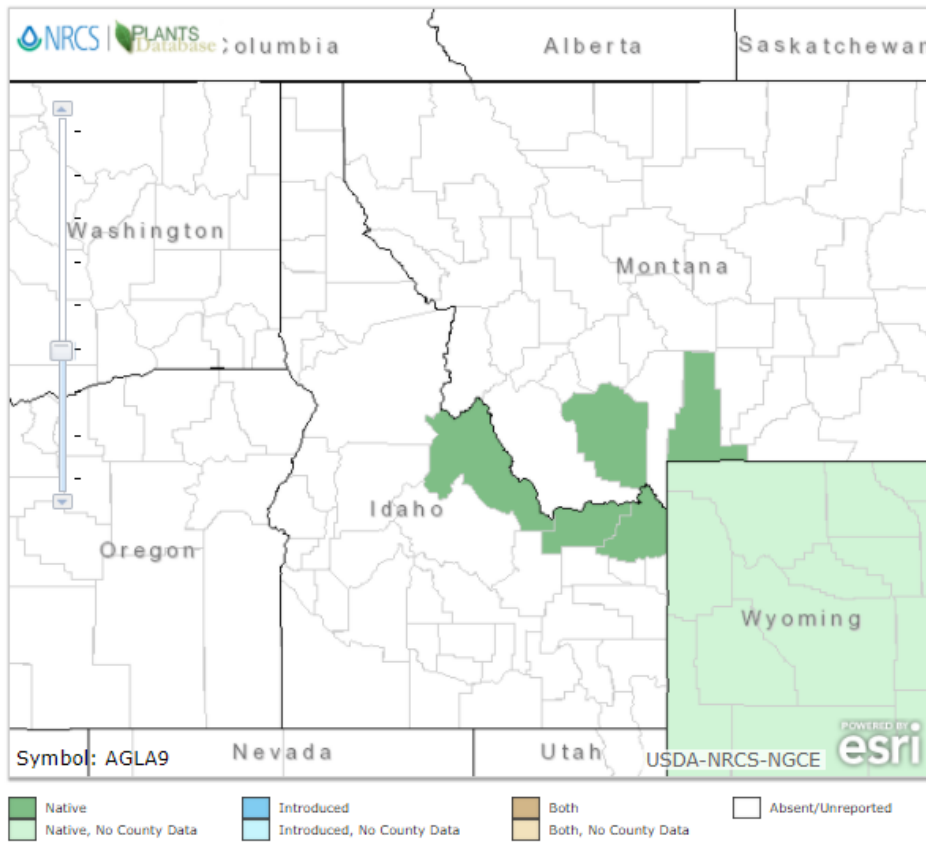 NRCS | PLANTS
Database
Columbia
Alberta
Saskatchewan
Washington
Montana
Idaho
Oregon
Wyoming
POWERED BY
esri
Symbol: AGLA9
Nevada
Utah
USDA-NRCS-NGCE
Native
Introduced
Both
Absent/Unreported
Native, No County Data
Introduced, No County Data
Both, No County Data